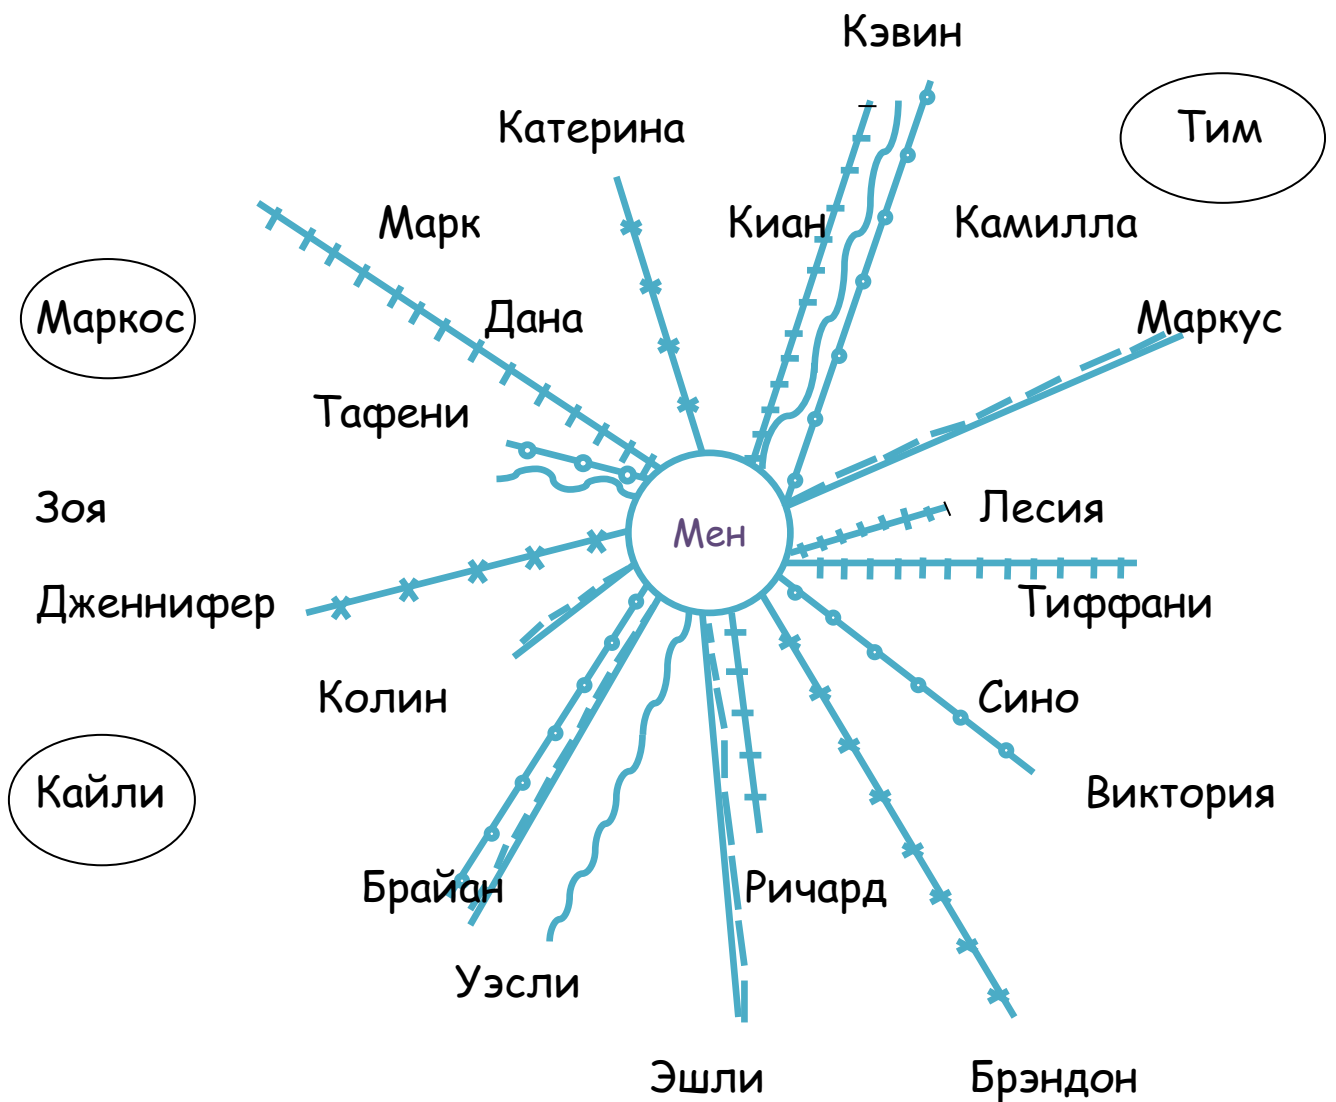 Кэвин
Катерина
Тим
Марк
Киан
Камилла
Маркос
Дана
Маркус
Тафени
Зоя
Лесия
Мен
Дженнифер
Тиффани
Колин
Сино
Кайли
Виктория
Брайан
Ричард
Уэсли
Эшли
Брэндон